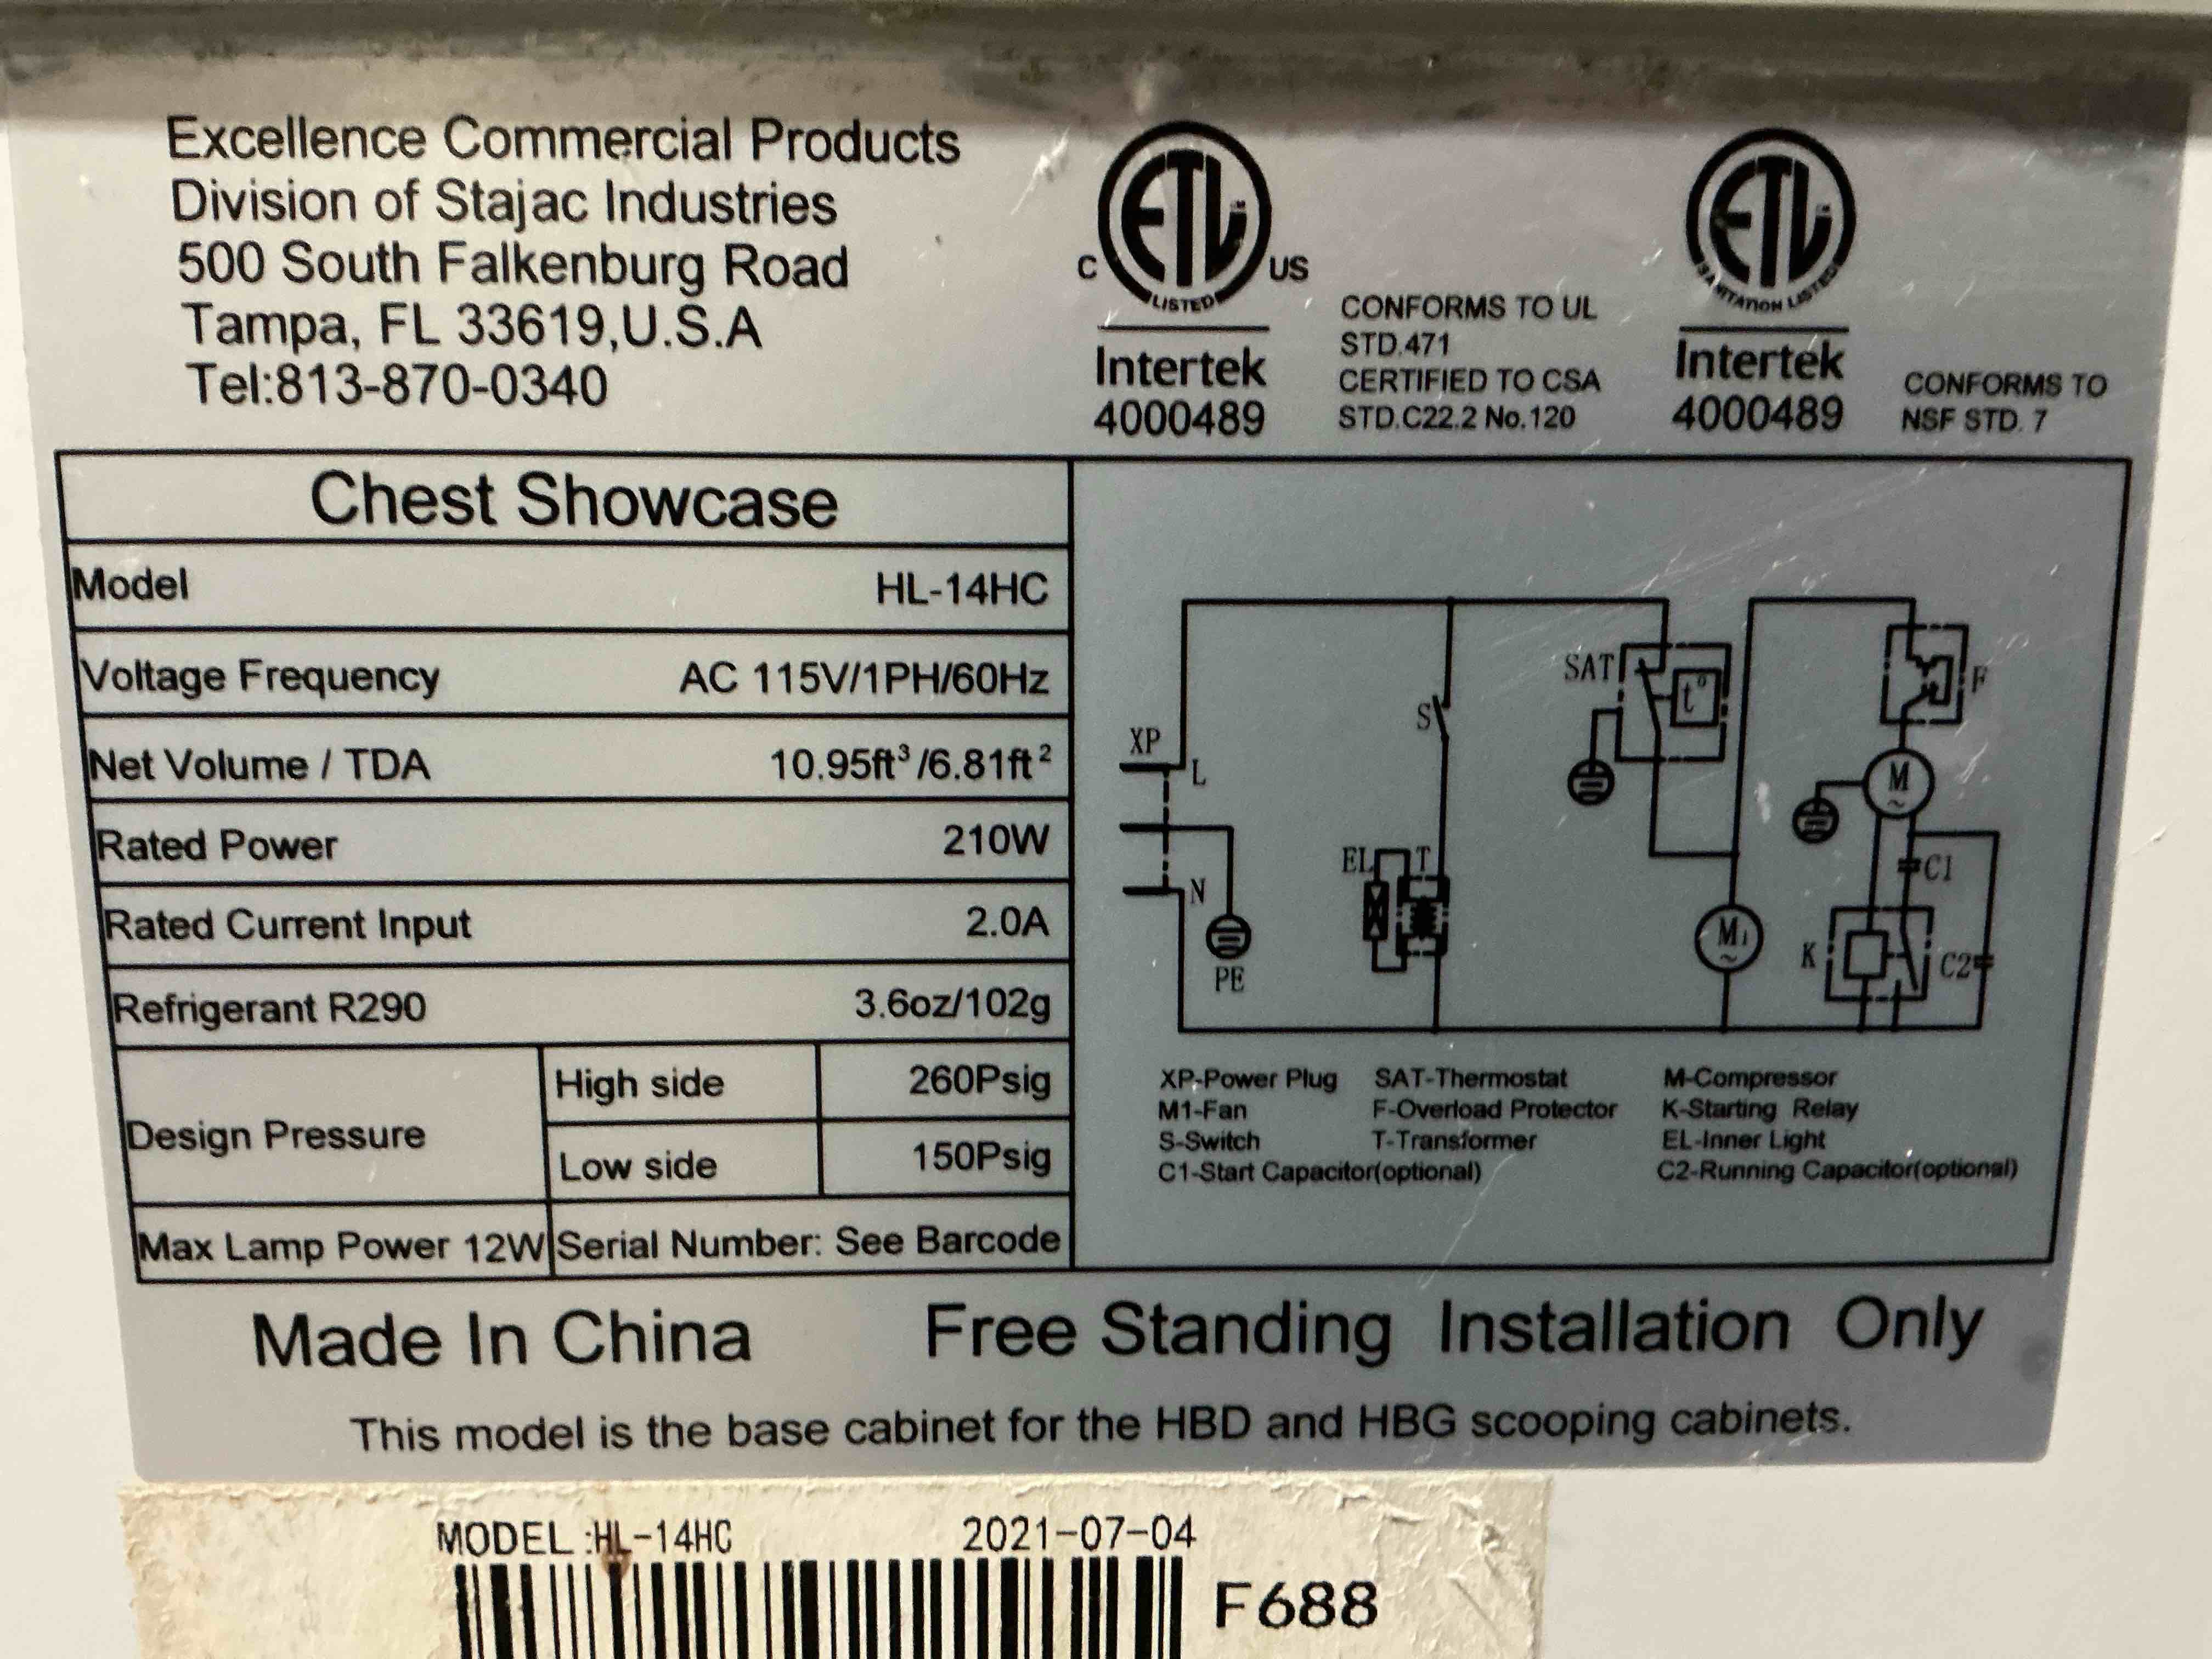 Excellence Commercial Products
Division of Stajac Industries
500 South Falkenburg Road
Tampa, FL 33619,U.S.A
Tel:813-870-0340
ETL
C US
LISTED
Intertek
4000489
CONFORMS TO UL
STD.471
CERTIFIED TO CSA
STD.C22.2 No.120
ETL
SANITATION LISTED
Intertek
4000489
CONFORMS TO
NSF STD. 7
Chest Showcase
Model HL-14HC
Voltage Frequency AC 115V/1PH/60Hz
Net Volume / TDA 10.95ft³/6.81ft²
Rated Power 210W
Rated Current Input 2.0A
Refrigerant R290 3.6oz/102g
Design Pressure
High side 260Psig
Low side 150Psig
Max Lamp Power 12W Serial Number: See Barcode
XP
L
N
PE
S
EL
T
SAT
t°
M1
~
F
M
~
C1
K
C2
XP-Power Plug SAT-Thermostat M-Compressor
M1-Fan F-Overload Protector K-Starting Relay
S-Switch T-Transformer EL-Inner Light
C1-Start Capacitor(optional) C2-Running Capacitor(optional)
Made In China Free Standing Installation Only
This model is the base cabinet for the HBD and HBG scooping cabinets.
MODEL :HL-14HC 2021-07-04
F688